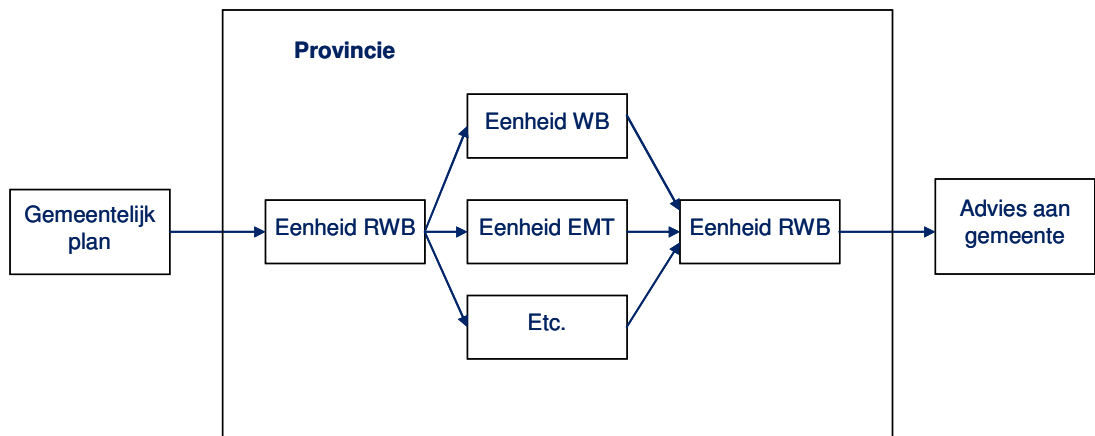 Provincie
Gemeentelijk
plan
Eenheid RWB
Eenheid WB
Eenheid EMT
Etc.
Eenheid RWB
Advies aan
gemeente